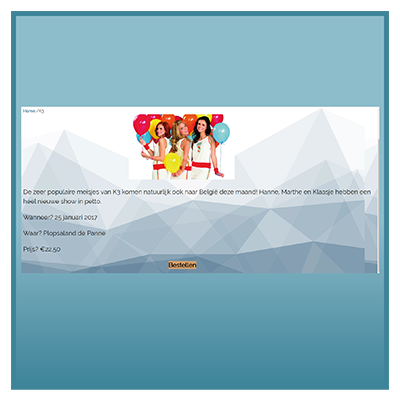 Home /K3
De zeer populaire meisjes van K3 komen natuurlijk ook naar België deze maand! Hanne, Marthe en Klaasje hebben een
heel nieuwe show in petto.
Wanneer? 25 januari 2017
Waar? Plopsaland de Panne
Prijs? €22,50
Bestellen